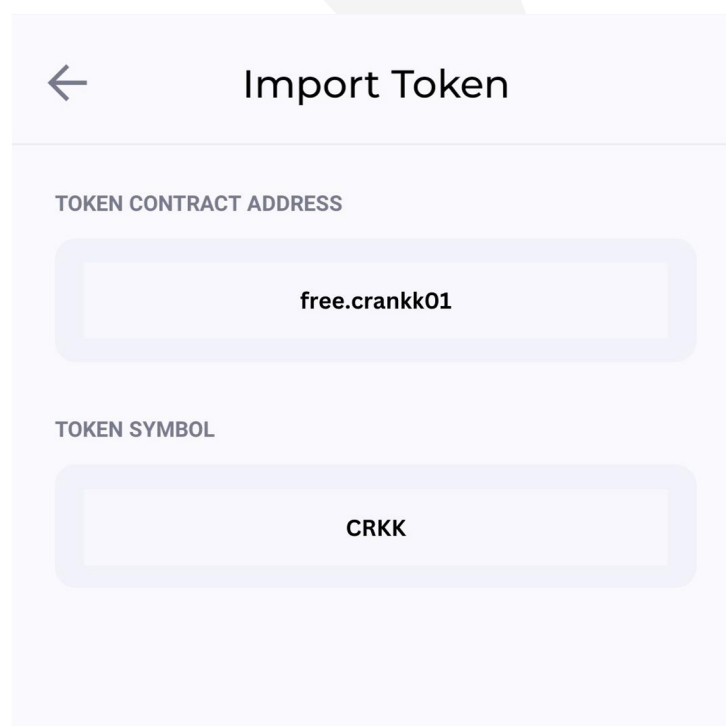 Import Token
TOKEN CONTRACT ADDRESS
free.crankk01
TOKEN SYMBOL
CRKK